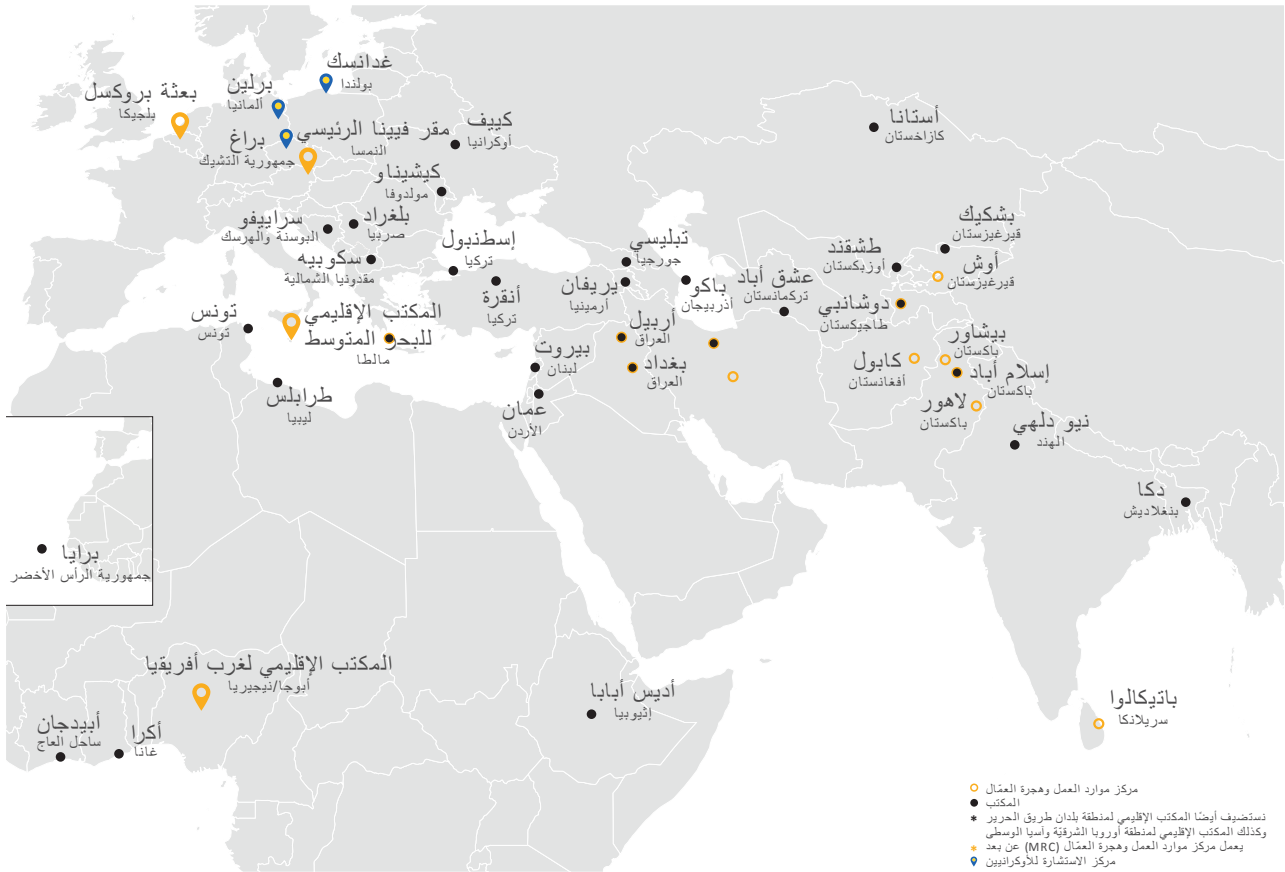 غدانسك
بولندا
برلين
ألمانيا
بعثة بروكسل
بلجيكا
براغ
جمهورية التشيك
مقر فيينا الرئيسي
النمسا
كييف
أوكرانيا
أستانا
كازاخستان
كيشيناو
مولدوفا
سراييفو
البوسنة والهرسك
بلغراد
صربيا
سكوبيه
مقدونيا الشمالية
إسطنبول
تركيا
أنقرة
تركيا
تبليسي
جورجيا
يريفان
أرمينيا
باكو
أذربيجان
عشق أباد
تركمانستان
طشقند
أوزبكستان
بشكيك
قيرغيزستان
أوش
قيرغيزستان
دوشانبي
طاجيكستان
تونس
تونس
المكتب الإقليمي
للبحر المتوسط
مالطا
طرابلس
ليبيا
بيروت
لبنان
عمان
الأردن
أربيل
العراق
بغداد
العراق
كابول
أفغانستان
بيشاور
باكستان
إسلام أباد
باكستان
لاهور
باكستان
نيو دلهي
الهند
دكا
بنغلاديش
برايا
جمهورية الرأس الأخضر
المكتب الإقليمي لغرب أفريقيا
أبوجا/نيجيريا
أبيدجان
ساحل العاج
أكرا
غانا
أديس أبابا
إثيوبيا
باتيكالوا
سريلانكا
مركز موارد العمل وهجرة العمّال
المكتب
* نستضيف أيضًا المكتب الإقليمي لمنطقة بلدان طريق الحرير
وكذلك المكتب الإقليمي لمنطقة أوروبا الشرقيّة وآسيا الوسطى
* يعمل مركز موارد العمل وهجرة العمّال (MRC) عن بعد
مركز الاستشارة للأوكرانيين